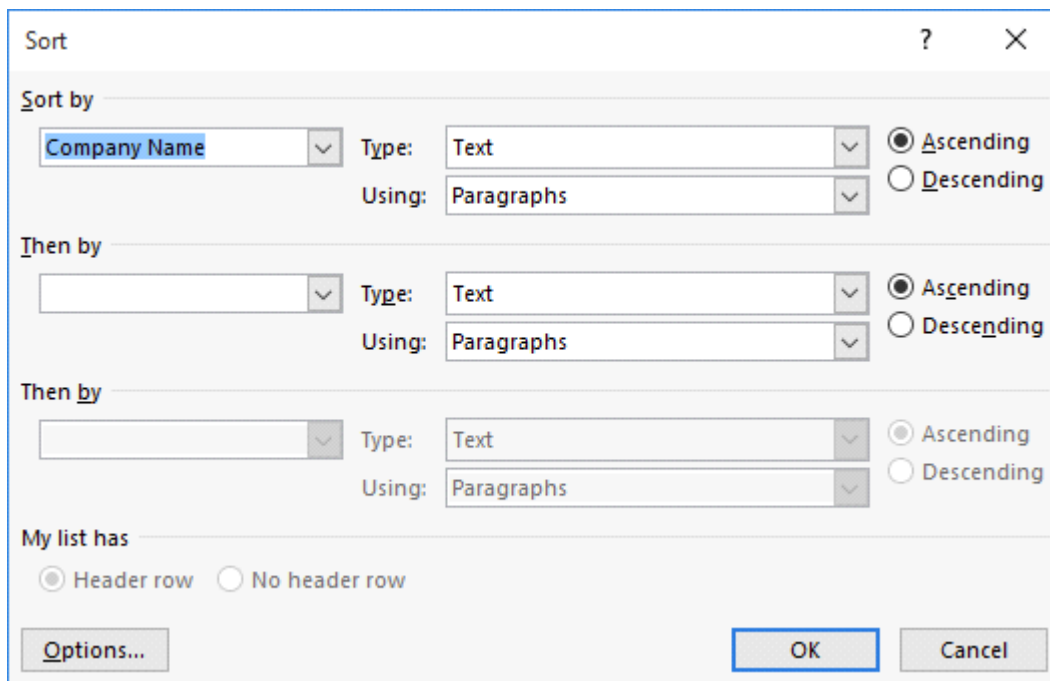 Sort ?
Sort by
Company Name Type: Text Ascending
Using: Paragraphs Descending
Then by
Type: Text Ascending
Using: Paragraphs Descending
Then by
Type: Text Ascending
Using: Paragraphs Descending
My list has
Header row No header row
Options... OK Cancel